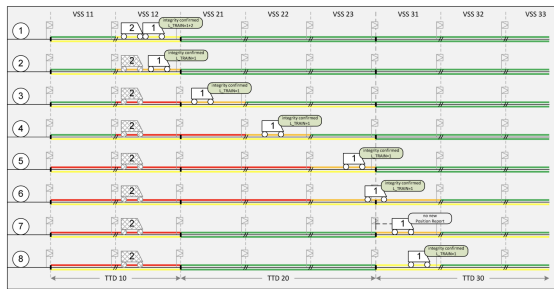 VSS 11 VSS 12 VSS 21 VSS 22 VSS 23 VSS 31 VSS 32 VSS 33
1 2 1 integrity confirmed
L_TRAIN=1+2
2 2 1 integrity confirmed
L_TRAIN=1
3 2 1 integrity confirmed
L_TRAIN=1
4 2 1 integrity confirmed
L_TRAIN=1
5 2 1 integrity confirmed
L_TRAIN=1
6 2 1 integrity confirmed
L_TRAIN=1
7 2 1 no new
Position Report
8 2 1 integrity confirmed
L_TRAIN=1
TTD 10 TTD 20 TTD 30